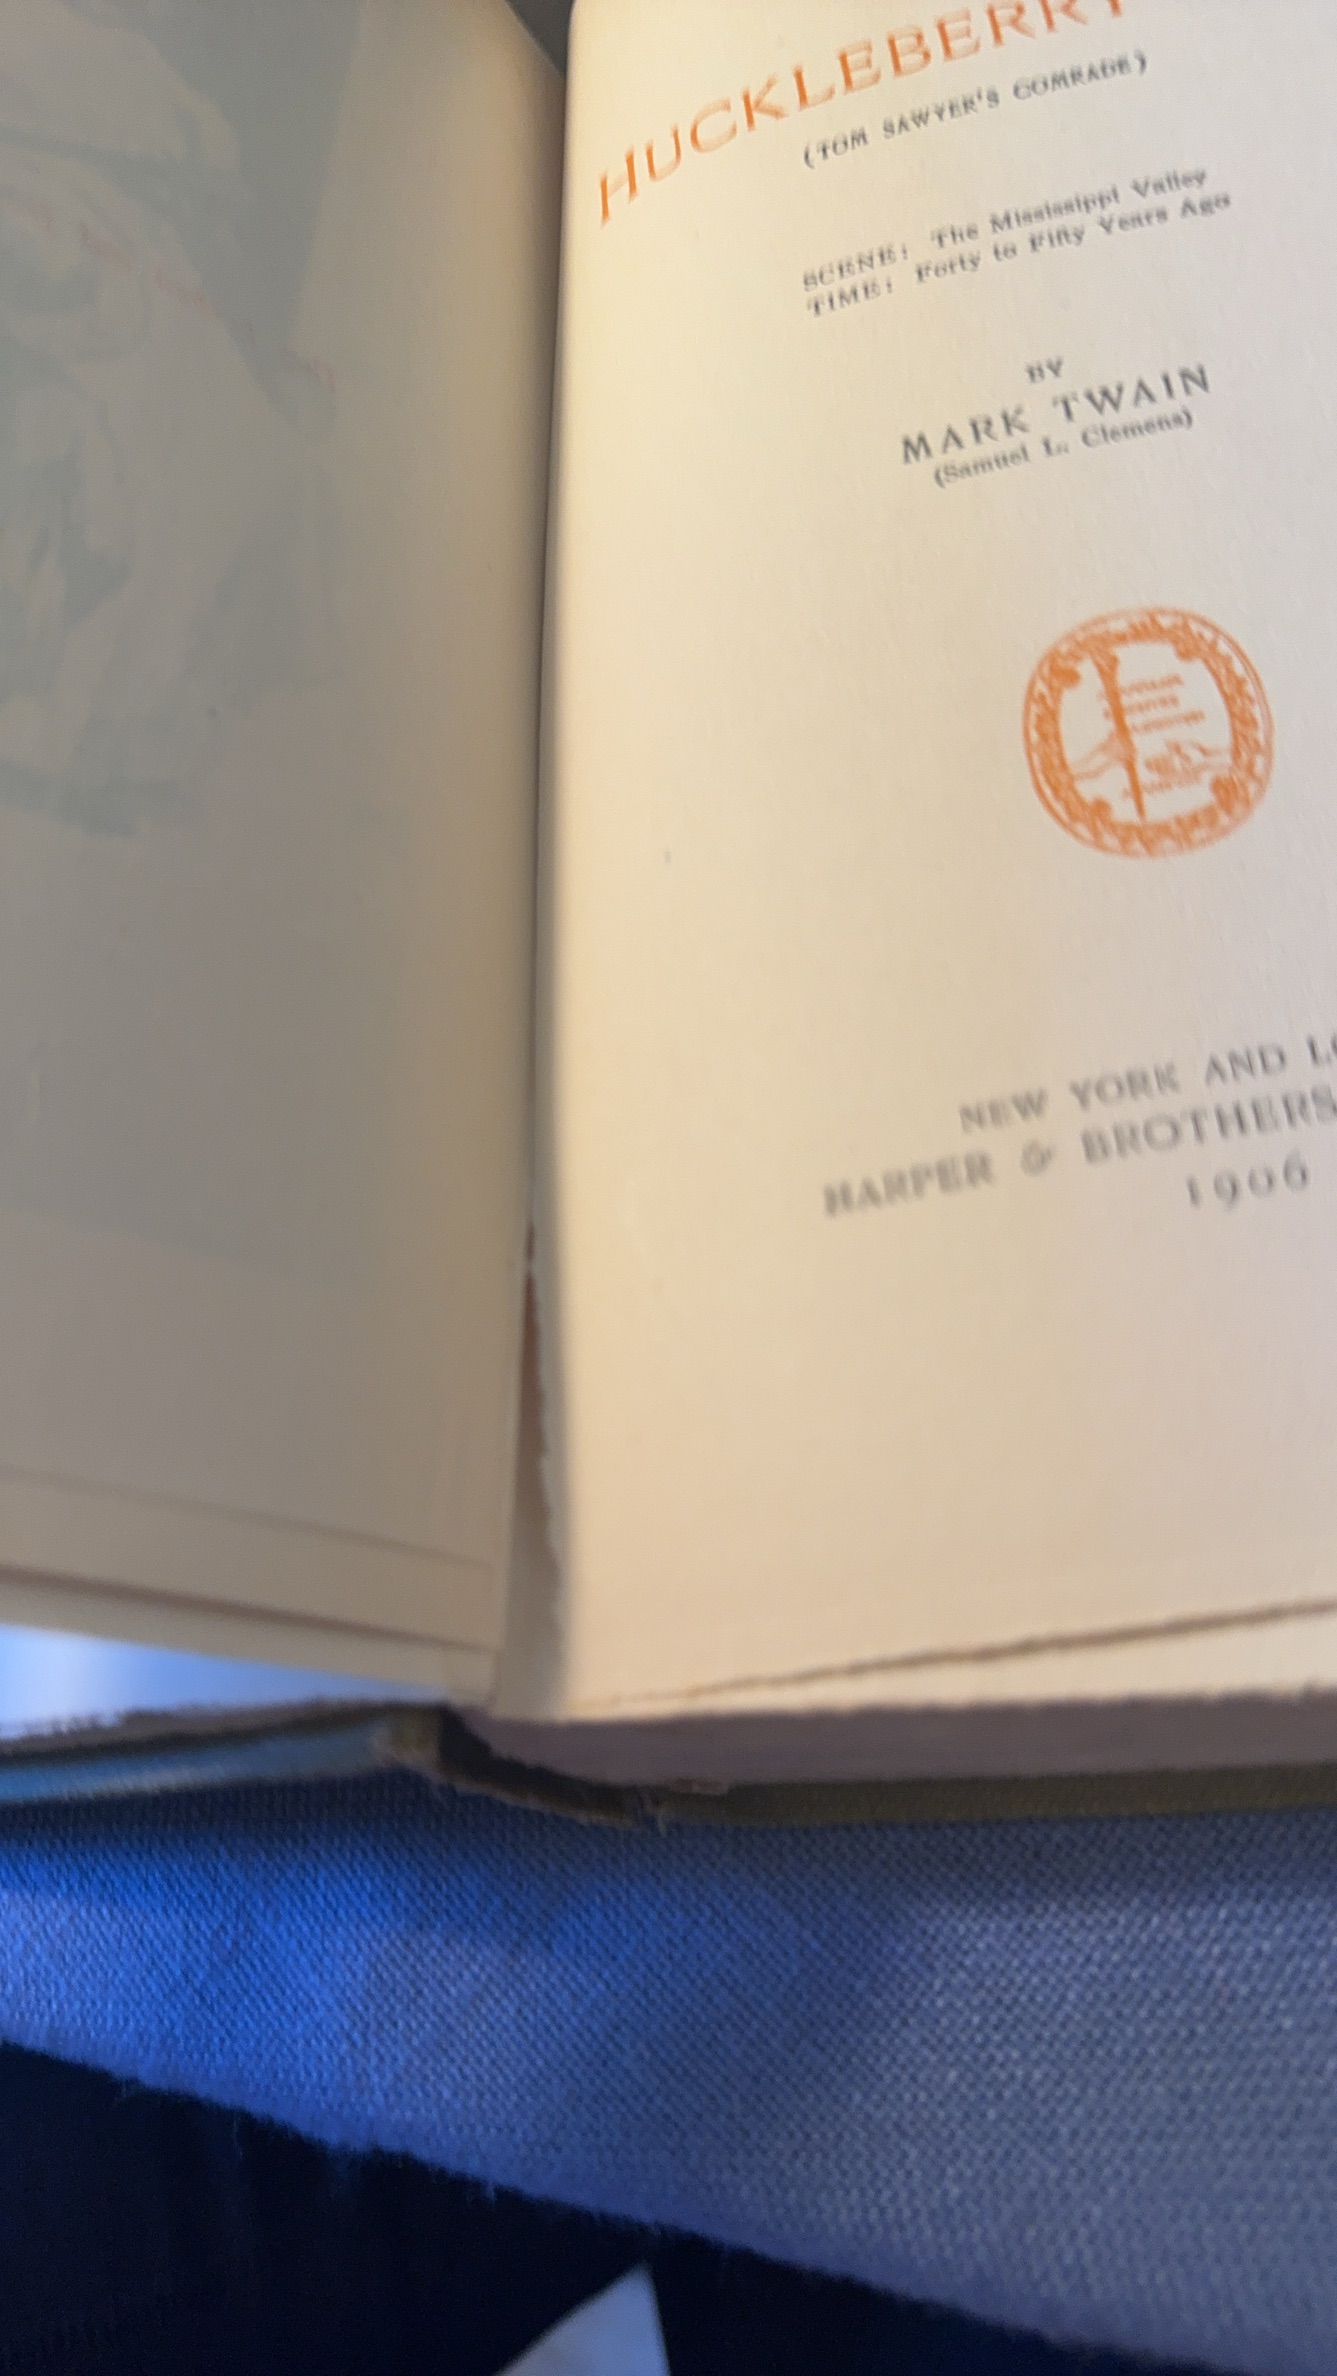 HUCKLEBERRY
(TOM SAWYER'S COMRADE)
SCENE: The Mississippi Valley
TIME: Forty to Fifty Years Ago
BY
MARK TWAIN
(Samuel L. Clemens)
NEW YORK AND
HARPER & BROTHERS
1906